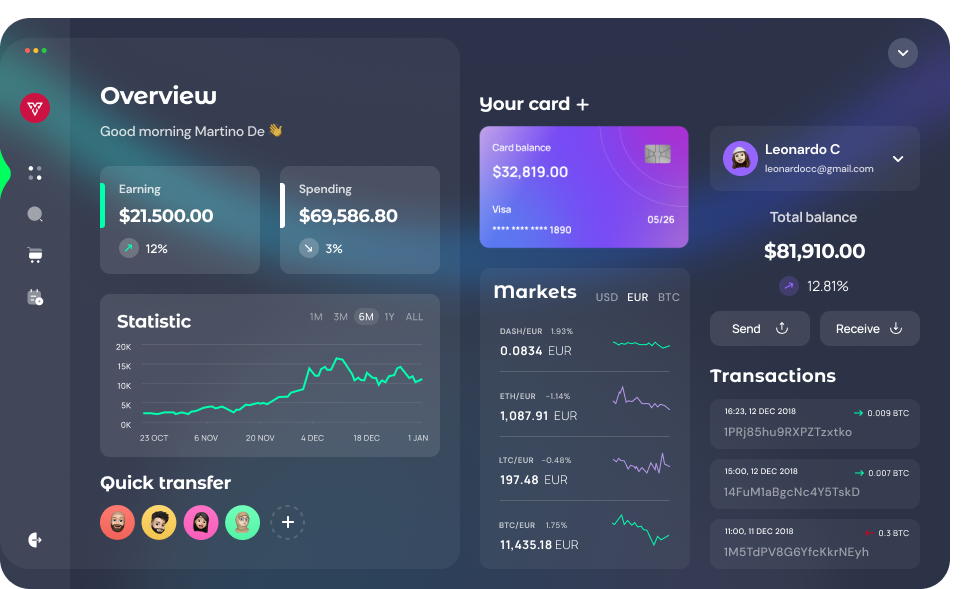 Overview
Good morning Martino De 👋
Earning
$21.500.00
12%
Spending
$69,586.80
3%
Statistic
1M 3M 6M 1Y ALL
20K
15K
10K
5K
0K
23 OCT 6 NOV 20 NOV 4 DEC 18 DEC 1 JAN
Quick transfer
+
Your card +
Card balance
$32,819.00
Visa
**** **** **** 1890
05/26
Markets
USD EUR BTC
DASH/EUR 1.93%
0.0834 EUR
ETH/EUR -1.14%
1,087.91 EUR
LTC/EUR -0.48%
197.48 EUR
BTC/EUR 1.75%
11,435.18 EUR
Leonardo C
leonardocc@gmail.com
Total balance
$81,910.00
12.81%
Send
Receive
Transactions
16:23, 12 DEC 2018
0.009 BTC
1PRj85hu9RXPZTzxtko
15:00, 12 DEC 2018
0.007 BTC
14FuM1aBgcNc4Y5TskD
11:00, 11 DEC 2018
0.3 BTC
1M5TdPV8G6YfcKkrNEyh